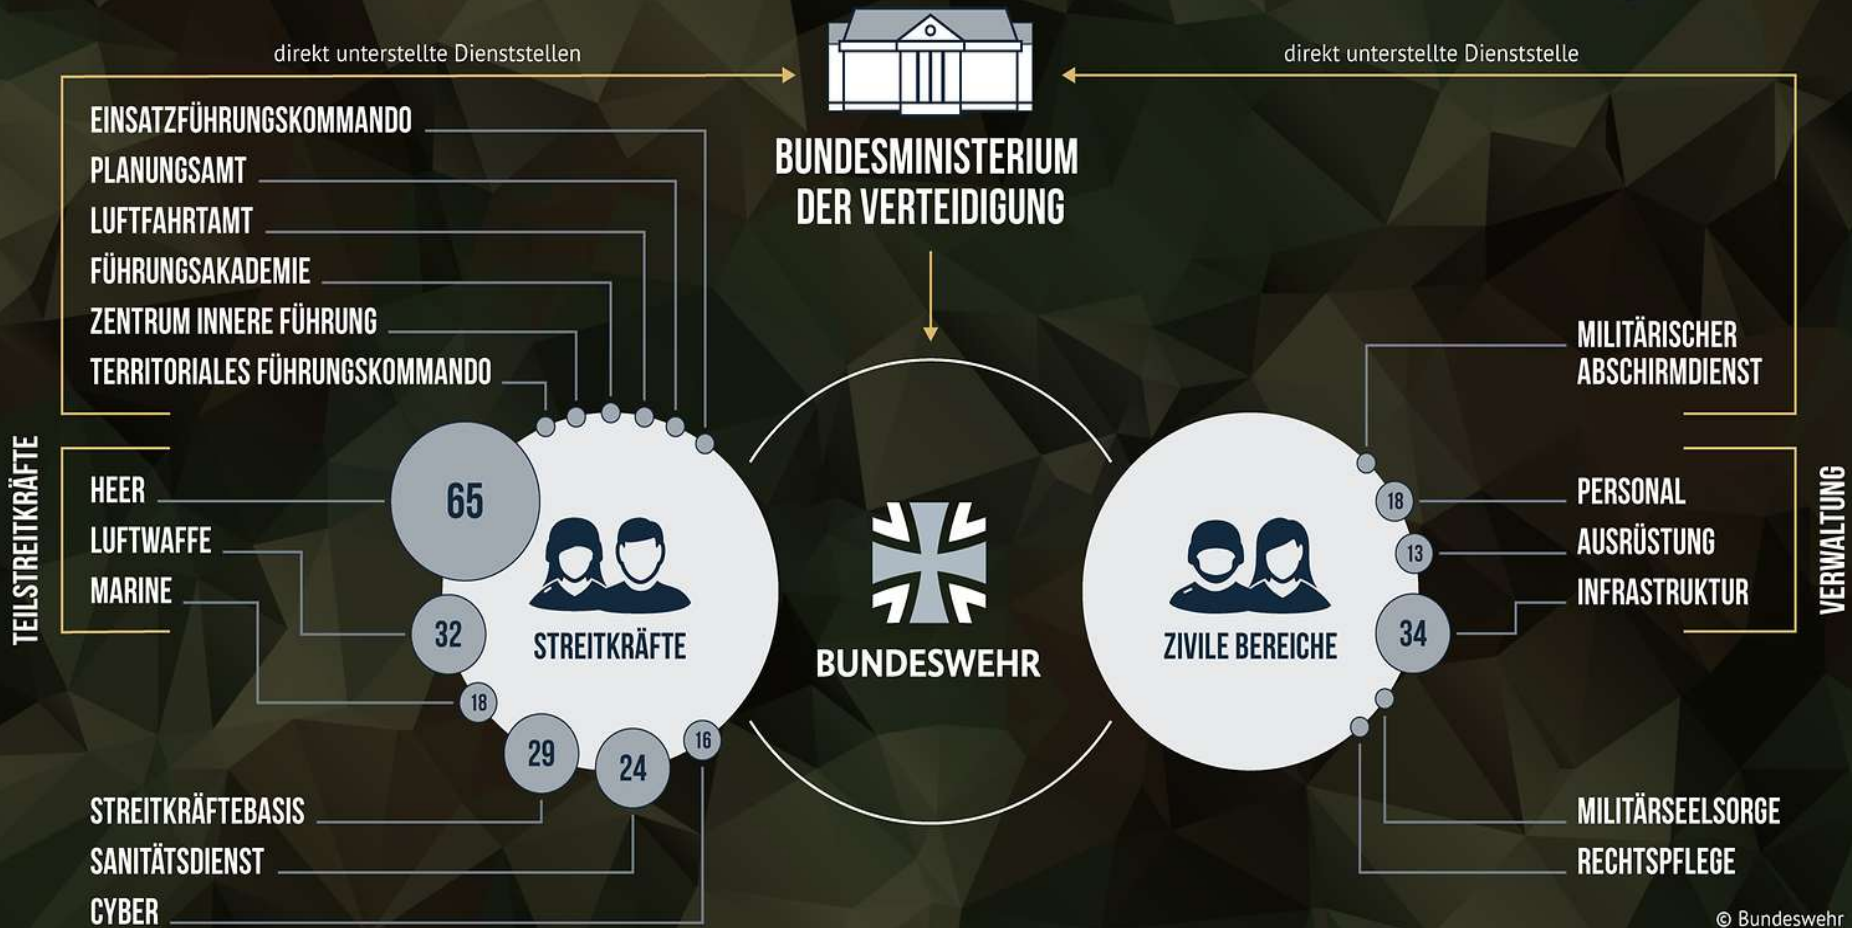 direkt unterstellte Dienststellen
direkt unterstellte Dienststelle
BUNDESMINISTERIUM
DER VERTEIDIGUNG
EINSATZFÜHRUNGSKOMMANDO
PLANUNGSAMT
LUFTFAHRTAMT
FÜHRUNGSAKADEMIE
ZENTRUM INNERE FÜHRUNG
TERRITORIALES FÜHRUNGSKOMMANDO
TEILSTREITKRÄFTE
HEER
LUFTWAFFE
MARINE
65
32
18
29
24
16
STREITKRÄFTE
STREITKRÄFTEBASIS
SANITÄTSDIENST
CYBER
BUNDESWEHR
ZIVILE BEREICHE
MILITÄRISCHER
ABSCHIRMDIENST
18
13
34
PERSONAL
AUSRÜSTUNG
INFRASTRUKTUR
VERWALTUNG
MILITÄRSEELSORGE
RECHTSPFLEGE
© Bundeswehr